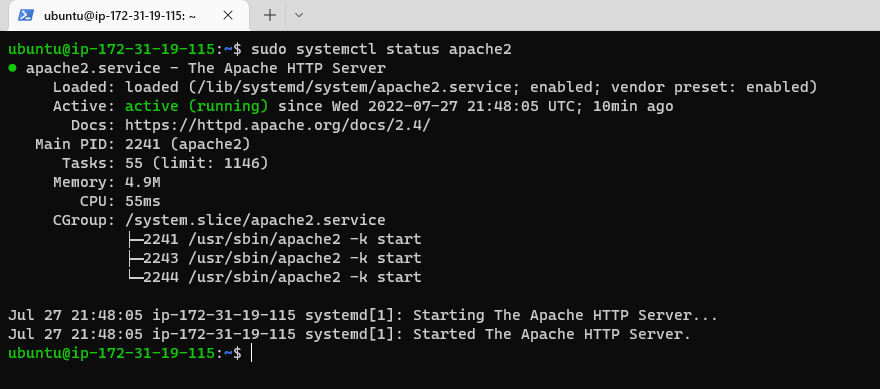 ubuntu@ip-172-31-19-115: ~
ubuntu@ip-172-31-19-115:~$ sudo systemctl status apache2
● apache2.service - The Apache HTTP Server
     Loaded: loaded (/lib/systemd/system/apache2.service; enabled; vendor preset: enabled)
     Active: active (running) since Wed 2022-07-27 21:48:05 UTC; 10min ago
       Docs: https://httpd.apache.org/docs/2.4/
   Main PID: 2241 (apache2)
      Tasks: 55 (limit: 1146)
     Memory: 4.9M
        CPU: 55ms
     CGroup: /system.slice/apache2.service
             ├─2241 /usr/sbin/apache2 -k start
             ├─2243 /usr/sbin/apache2 -k start
             └─2244 /usr/sbin/apache2 -k start
Jul 27 21:48:05 ip-172-31-19-115 systemd[1]: Starting The Apache HTTP Server...
Jul 27 21:48:05 ip-172-31-19-115 systemd[1]: Started The Apache HTTP Server.
ubuntu@ip-172-31-19-115:~$